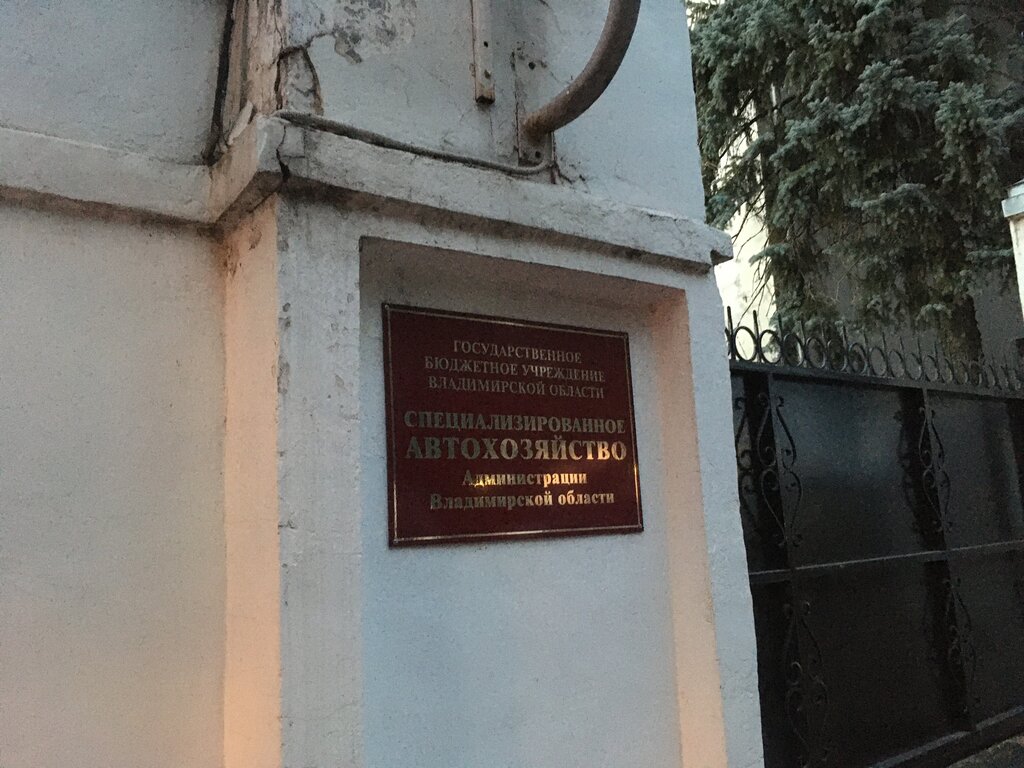 ГОСУДАРСТВЕННОЕ
БЮДЖЕТНОЕ УЧРЕЖДЕНИЕ
ВЛАДИМИРСКОЙ ОБЛАСТИ
СПЕЦИАЛИЗИРОВАННОЕ
АВТОХОЗЯЙСТВО
Администрации
Владимирской области